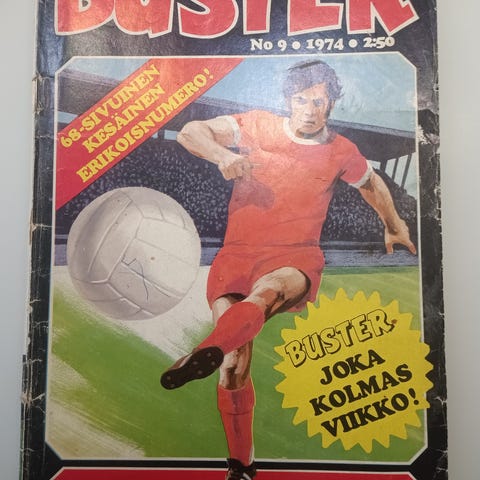 BUSTER
No 9 • 1974 • 2:50
68-SIVUINEN
KESÄINEN
ERIKOISNUMERO!
BUSTER
JOKA
KOLMAS
VIIKKO!